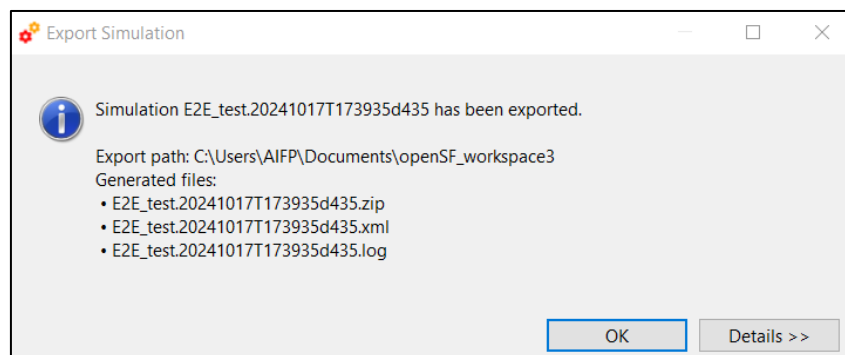 Export Simulation
Simulation E2E_test.20241017T173935d435 has been exported.
Export path: C:\Users\AIFP\Documents\openSF_workspace3
Generated files:
• E2E_test.20241017T173935d435.zip
• E2E_test.20241017T173935d435.xml
• E2E_test.20241017T173935d435.log
OK Details >>